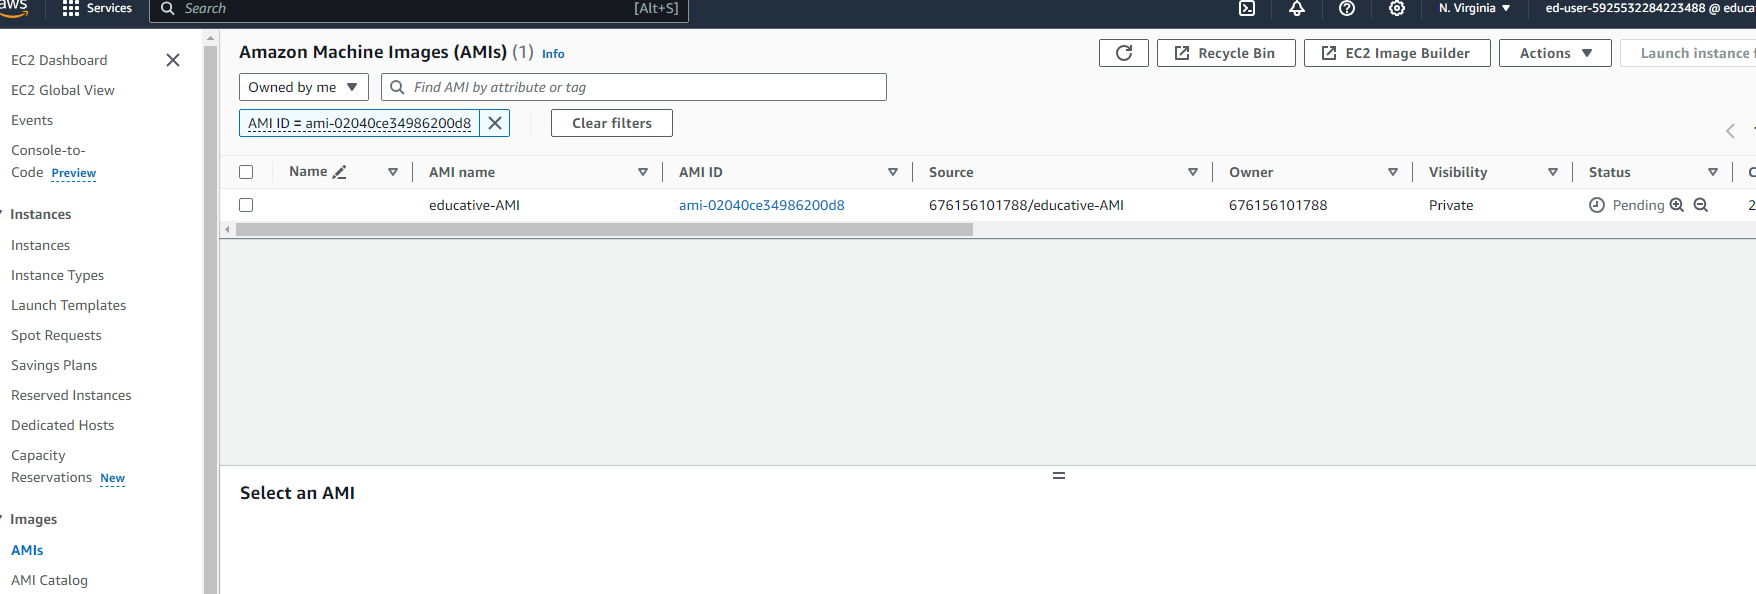 aws
Services
Search
[Alt+S]
N. Virginia
ed-user-5925532284223488 @ educa
EC2 Dashboard
EC2 Global View
Events
Console-to-
Code Preview
Instances
Instances
Instance Types
Launch Templates
Spot Requests
Savings Plans
Reserved Instances
Dedicated Hosts
Capacity
Reservations New
Images
AMIs
AMI Catalog
Amazon Machine Images (AMIs) (1) Info
Recycle Bin
EC2 Image Builder
Actions
Launch instance f
Owned by me
Find AMI by attribute or tag
AMI ID = ami-02040ce34986200d8
Clear filters
Name AMI name AMI ID Source Owner Visibility Status C
educative-AMI ami-02040ce34986200d8 676156101788/educative-AMI 676156101788 Private Pending 2
Select an AMI